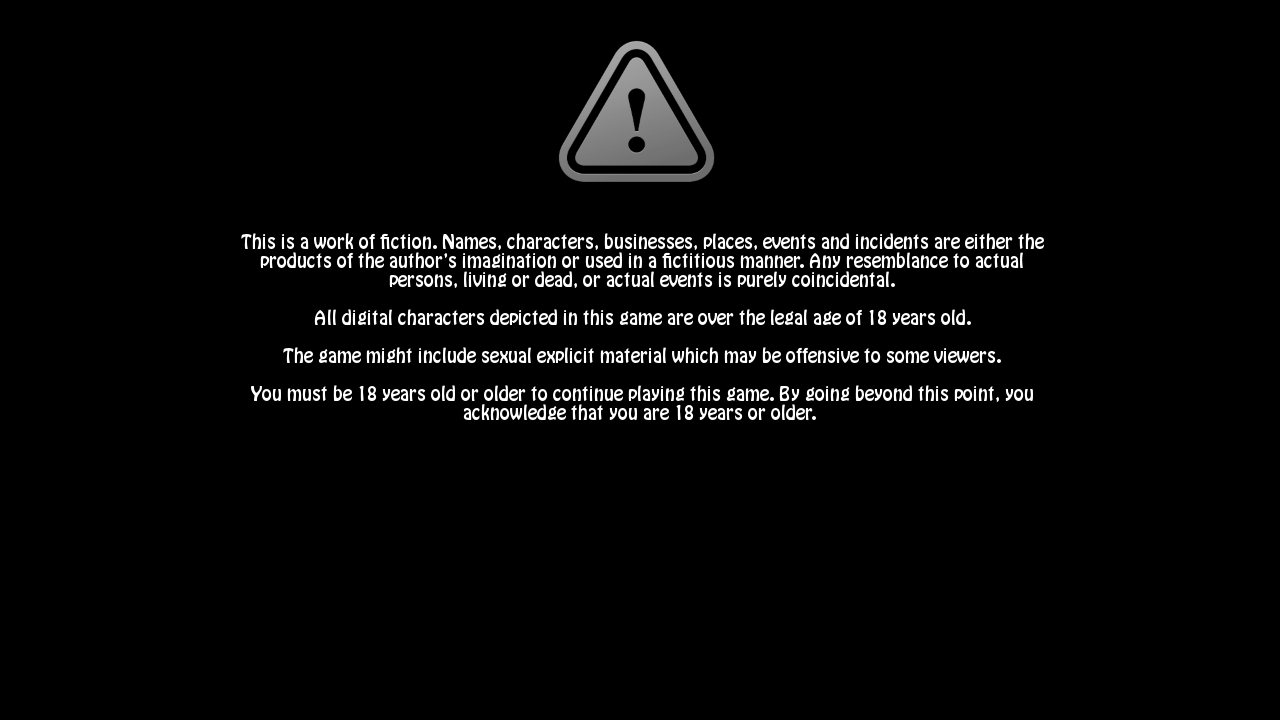 This is a work of fiction. Names, characters, businesses, places, events and incidents are either the
products of the author's imagination or used in a fictitious manner. Any resemblance to actual
persons, living or dead, or actual events is purely coincidental.
All digital characters depicted in this game are over the legal age of 18 years old.
The game might include sexual explicit material which may be offensive to some viewers.
You must be 18 years old or older to continue playing this game. By going beyond this point, you
acknowledge that you are 18 years or older.